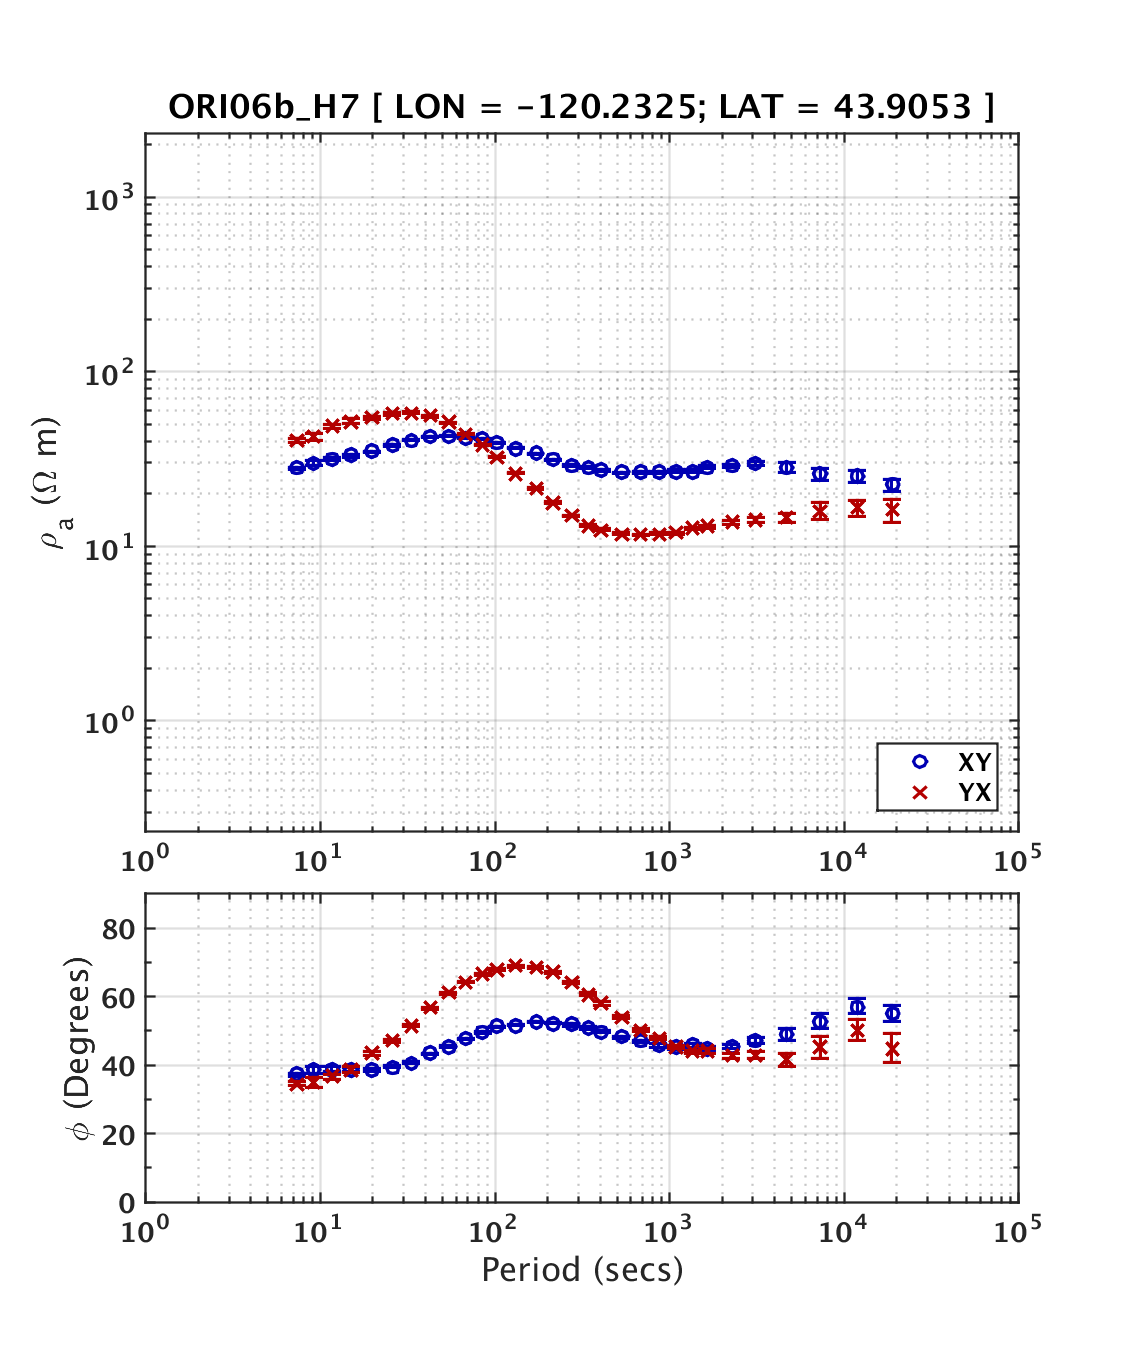 ORI06b_H7 [ LON = -120.2325; LAT = 43.9053 ]
10³
10²
10¹
10⁰
ρₐ (Ω m)
XY
YX
10⁰ 10¹ 10² 10³ 10⁴ 10⁵
80
60
40
20
0
ϕ (Degrees)
10⁰ 10¹ 10² 10³ 10⁴ 10⁵
Period (secs)